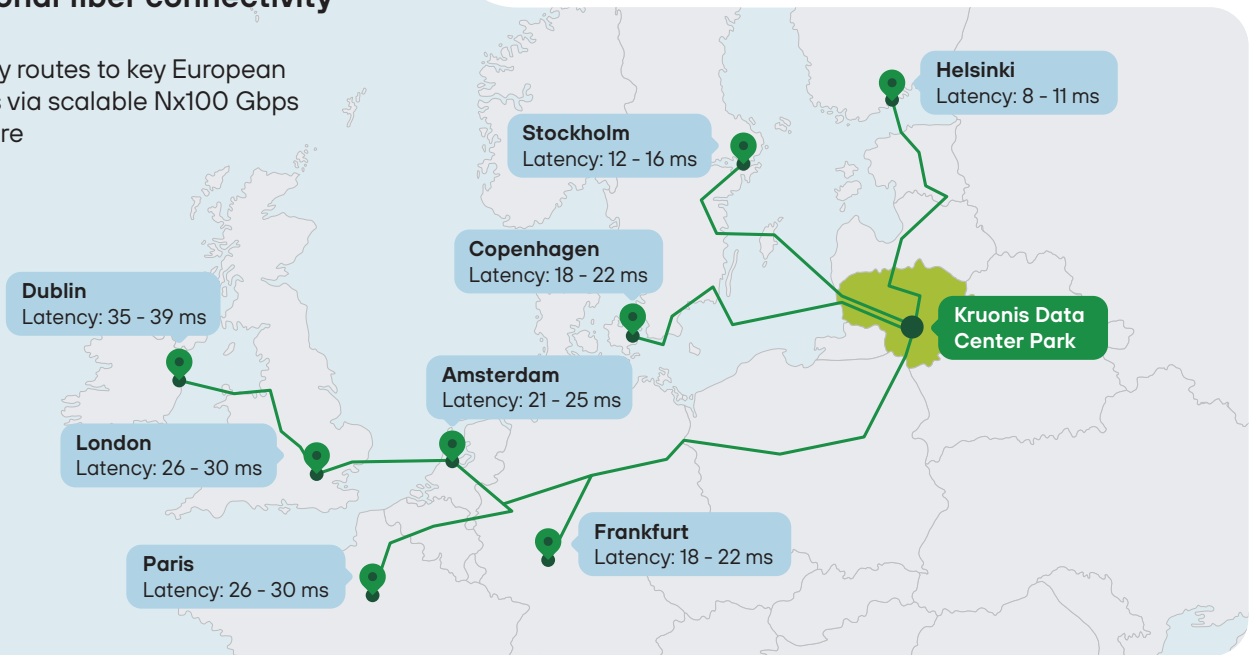 fiber connectivity
y routes to key European
via scalable Nx100 Gbps
Helsinki
Latency: 8 - 11 ms
Stockholm
Latency: 12 - 16 ms
Copenhagen
Latency: 18 - 22 ms
Dublin
Latency: 35 - 39 ms
Kruonis Data
Center Park
Amsterdam
Latency: 21 - 25 ms
London
Latency: 26 - 30 ms
Frankfurt
Latency: 18 - 22 ms
Paris
Latency: 26 - 30 ms